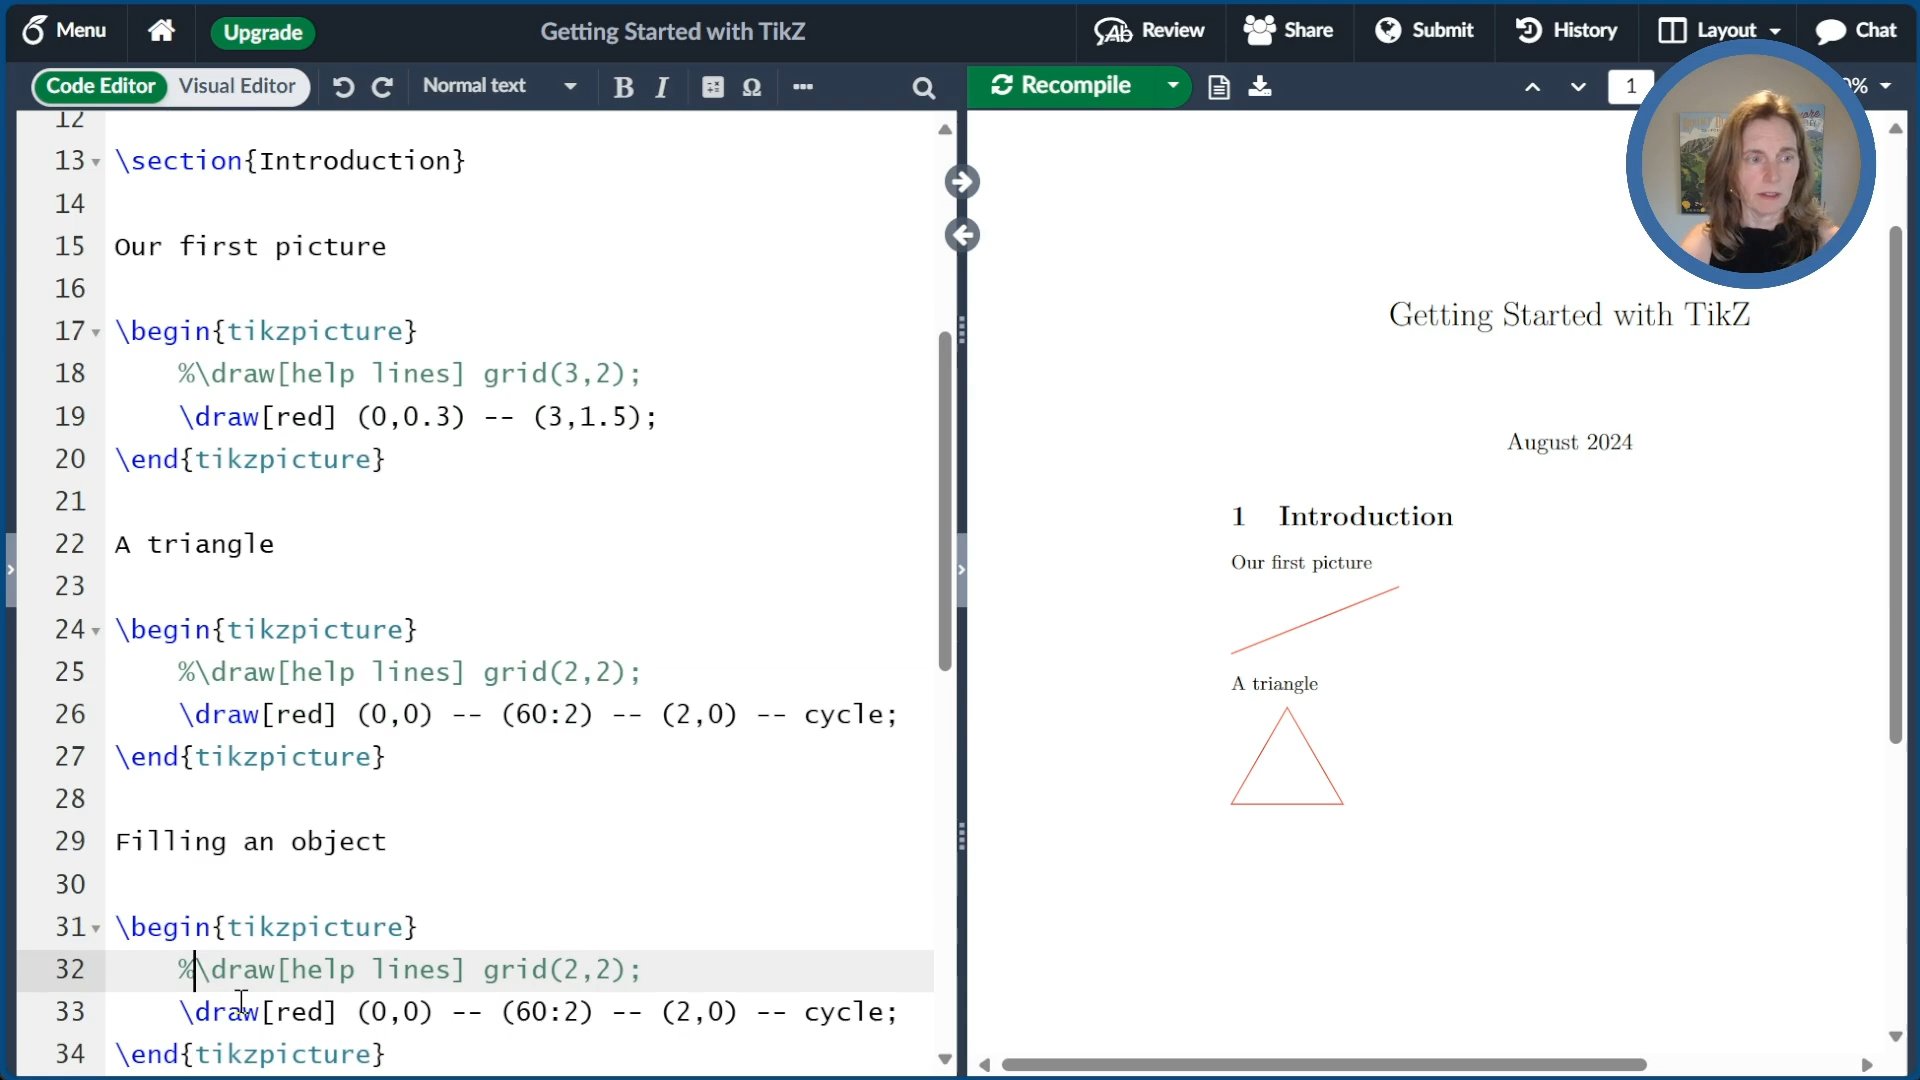 Menu
Upgrade
Getting Started with TikZ
Review
Share
Submit
History
Layout
Chat
Code Editor
Visual Editor
Normal text
B
I
Ω
Recompile
1
%
12
13 \section{Introduction}
14
15 Our first picture
16
17 \begin{tikzpicture}
18 %\draw[help lines] grid(3,2);
19 \draw[red] (0,0.3) -- (3,1.5);
20 \end{tikzpicture}
21
22 A triangle
23
24 \begin{tikzpicture}
25 %\draw[help lines] grid(2,2);
26 \draw[red] (0,0) -- (60:2) -- (2,0) -- cycle;
27 \end{tikzpicture}
28
29 Filling an object
30
31 \begin{tikzpicture}
32 %\draw[help lines] grid(2,2);
33 \draw[red] (0,0) -- (60:2) -- (2,0) -- cycle;
34 \end{tikzpicture}
Getting Started with TikZ
August 2024
1 Introduction
Our first picture
A triangle